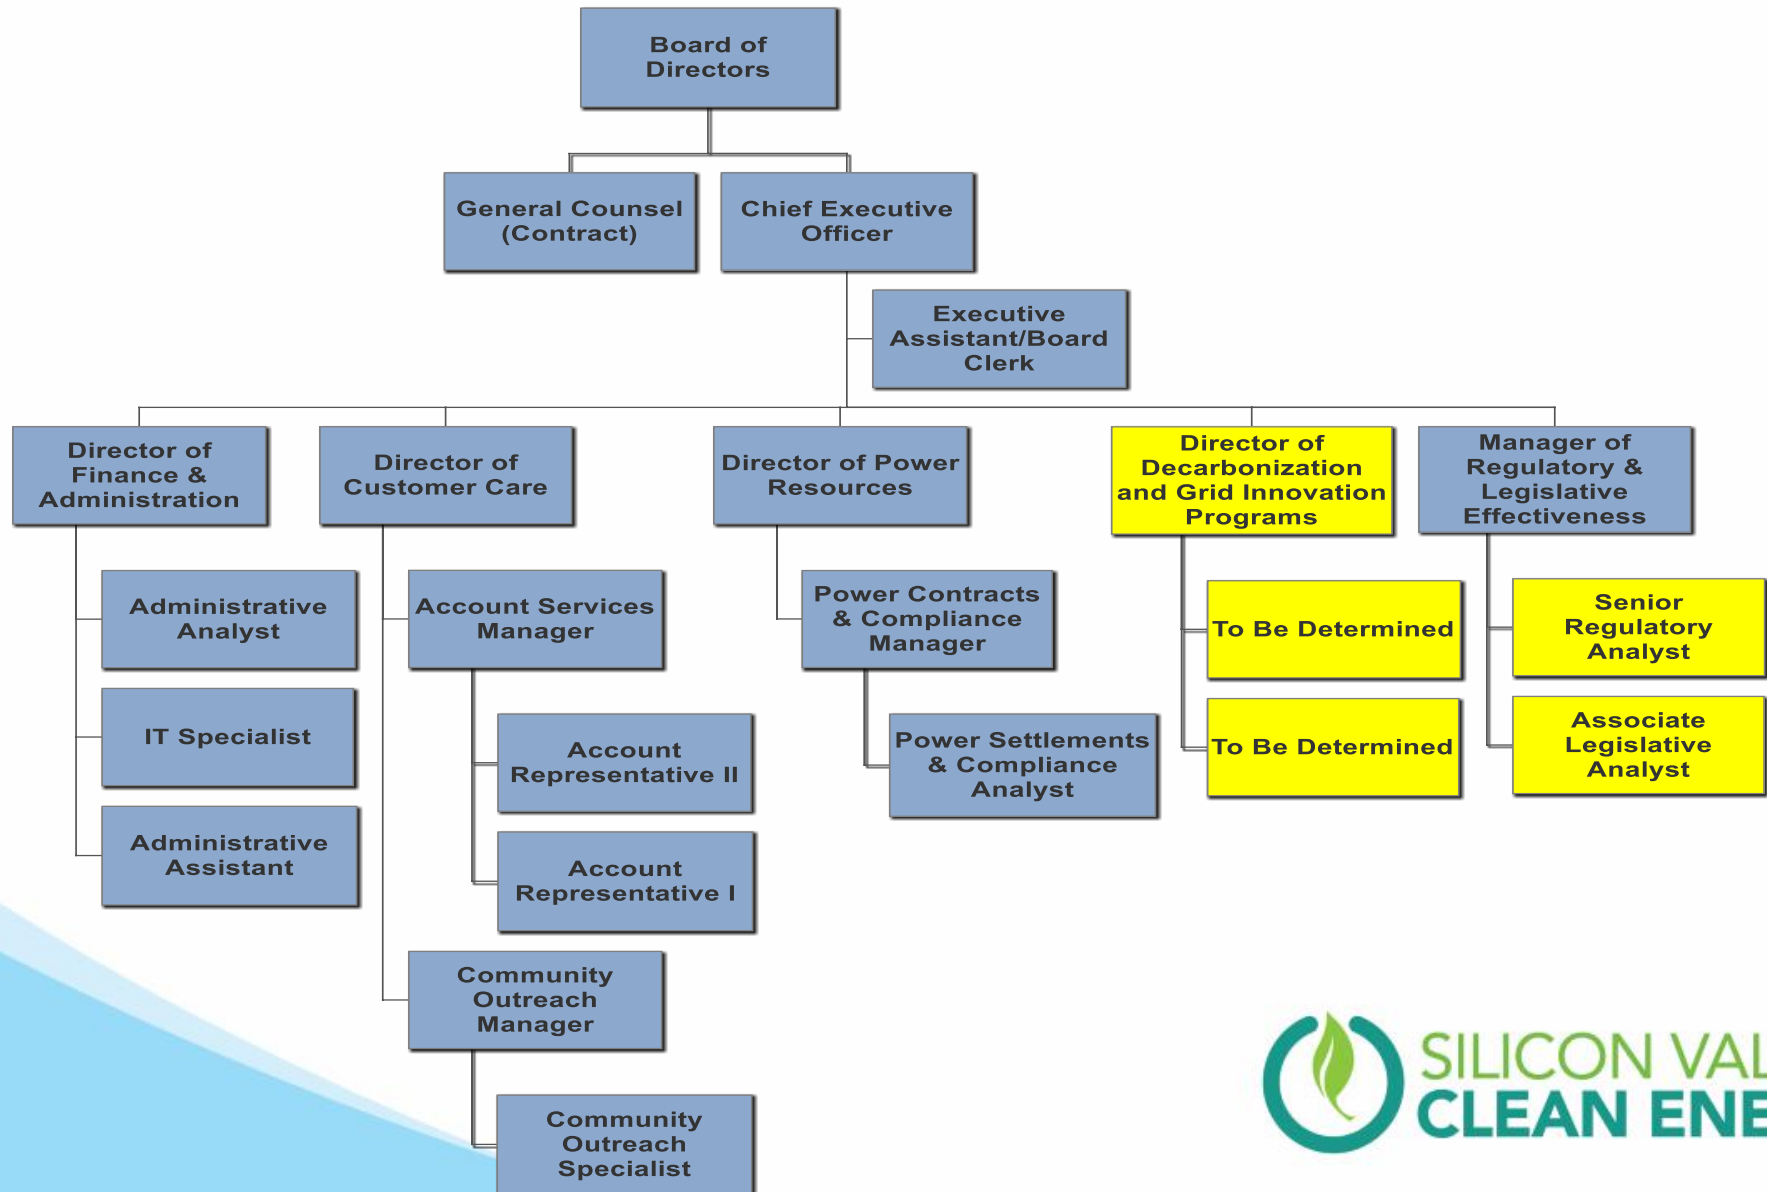 Board of
Directors
General Counsel
(Contract)
Chief Executive
Officer
Executive
Assistant/Board
Clerk
Director of
Finance &
Administration
Director of
Customer Care
Director of Power
Resources
Director of
Decarbonization
and Grid Innovation
Programs
Manager of
Regulatory &
Legislative
Effectiveness
Administrative
Analyst
IT Specialist
Administrative
Assistant
Account Services
Manager
Account
Representative II
Account
Representative I
Community
Outreach
Manager
Community
Outreach
Specialist
Power Contracts
& Compliance
Manager
Power Settlements
& Compliance
Analyst
To Be Determined
To Be Determined
Senior
Regulatory
Analyst
Associate
Legislative
Analyst
SILICON VAL
CLEAN ENE